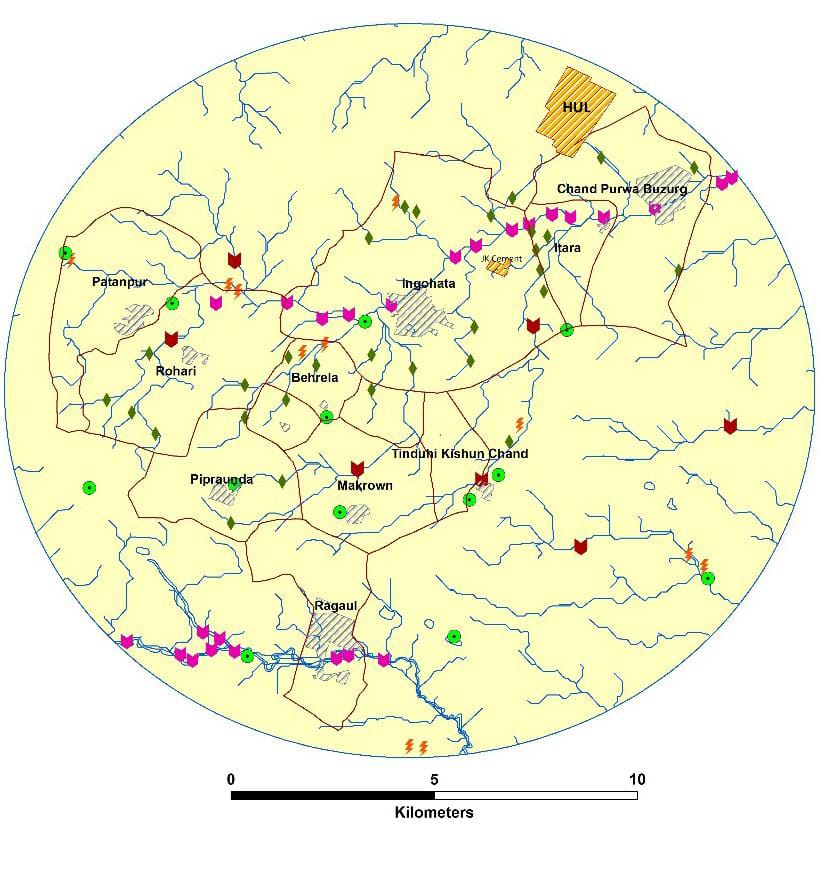 HUL
Chand Purwa Buzurg
Itara
JK Cement
Patanpur
Ingohata
Rohari
Behrela
Tinduhi Kishun Chand
Pipraunda
Makrown
Ragaul
0 5 10
Kilometers